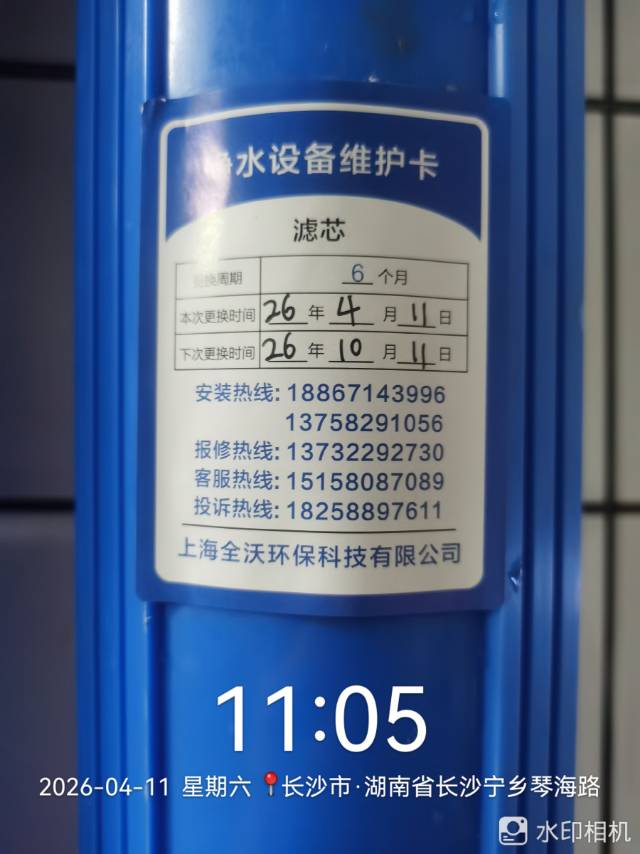 净水设备维护卡
滤芯
更换周期 6 个月
本次更换时间 26 年 4 月 11 日
下次更换时间 26 年 10 月 11 日
安装热线: 18867143996
13758291056
报修热线: 13732292730
客服热线: 15158087089
投诉热线: 18258897611
上海全沃环保科技有限公司
11:05
2026-04-11 星期六 长沙市·湖南省长沙宁乡琴海路
水印相机